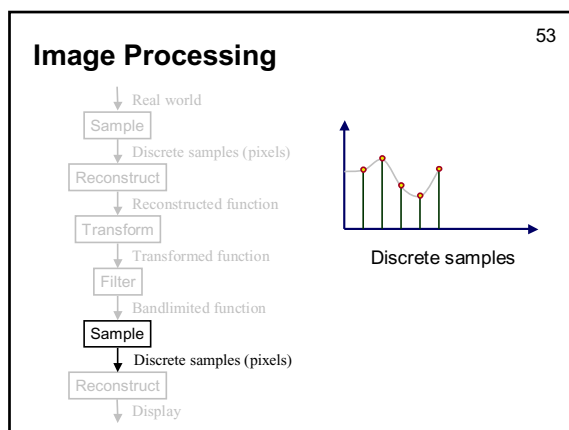 53
Image Processing
Real world
Sample
Discrete samples (pixels)
Reconstruct
Reconstructed function
Transform
Transformed function
Filter
Bandlimited function
Sample
Discrete samples (pixels)
Reconstruct
Display
Discrete samples